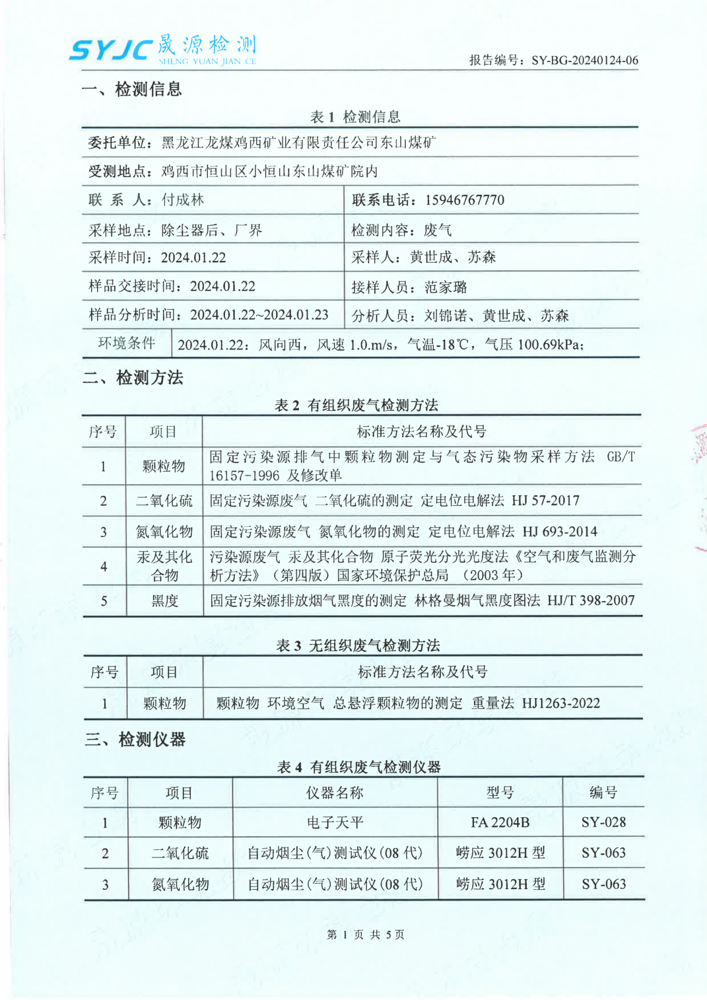 SYJC 晟源检测
SHENG YUAN JIAN CE
报告编号：SY-BG-20240124-06
一、检测信息
表 1 检测信息
委托单位：黑龙江龙煤鸡西矿业有限责任公司东山煤矿
受测地点：鸡西市恒山区小恒山东山煤矿院内
联 系 人：付成林 联系电话：15946767770
采样地点：除尘器后、厂界 检测内容：废气
采样时间：2024.01.22 采样人：黄世成、苏森
样品交接时间：2024.01.22 接样人员：范家璐
样品分析时间：2024.01.22~2024.01.23 分析人员：刘锦诺、黄世成、苏森
环境条件 2024.01.22：风向西，风速 1.0.m/s，气温-18℃，气压 100.69kPa；
二、检测方法
表 2 有组织废气检测方法
序号 项目 标准方法名称及代号
1 颗粒物 固定污染源排气中颗粒物测定与气态污染物采样方法 GB/T
16157-1996 及修改单
2 二氧化硫 固定污染源废气 二氧化硫的测定 定电位电解法 HJ 57-2017
3 氮氧化物 固定污染源废气 氮氧化物的测定 定电位电解法 HJ 693-2014
4 汞及其化 污染源废气 汞及其化合物 原子荧光分光光度法《空气和废气监测分
合物 析方法》（第四版）国家环境保护总局 （2003 年）
5 黑度 固定污染源排放烟气黑度的测定 林格曼烟气黑度图法 HJ/T 398-2007
表 3 无组织废气检测方法
序号 项目 标准方法名称及代号
1 颗粒物 颗粒物 环境空气 总悬浮颗粒物的测定 重量法 HJ1263-2022
三、检测仪器
表 4 有组织废气检测仪器
序号 项目 仪器名称 型号 编号
1 颗粒物 电子天平 FA 2204B SY-028
2 二氧化硫 自动烟尘(气)测试仪(08 代) 崂应 3012H 型 SY-063
3 氮氧化物 自动烟尘(气)测试仪(08 代) 崂应 3012H 型 SY-063
第 1 页 共 5 页